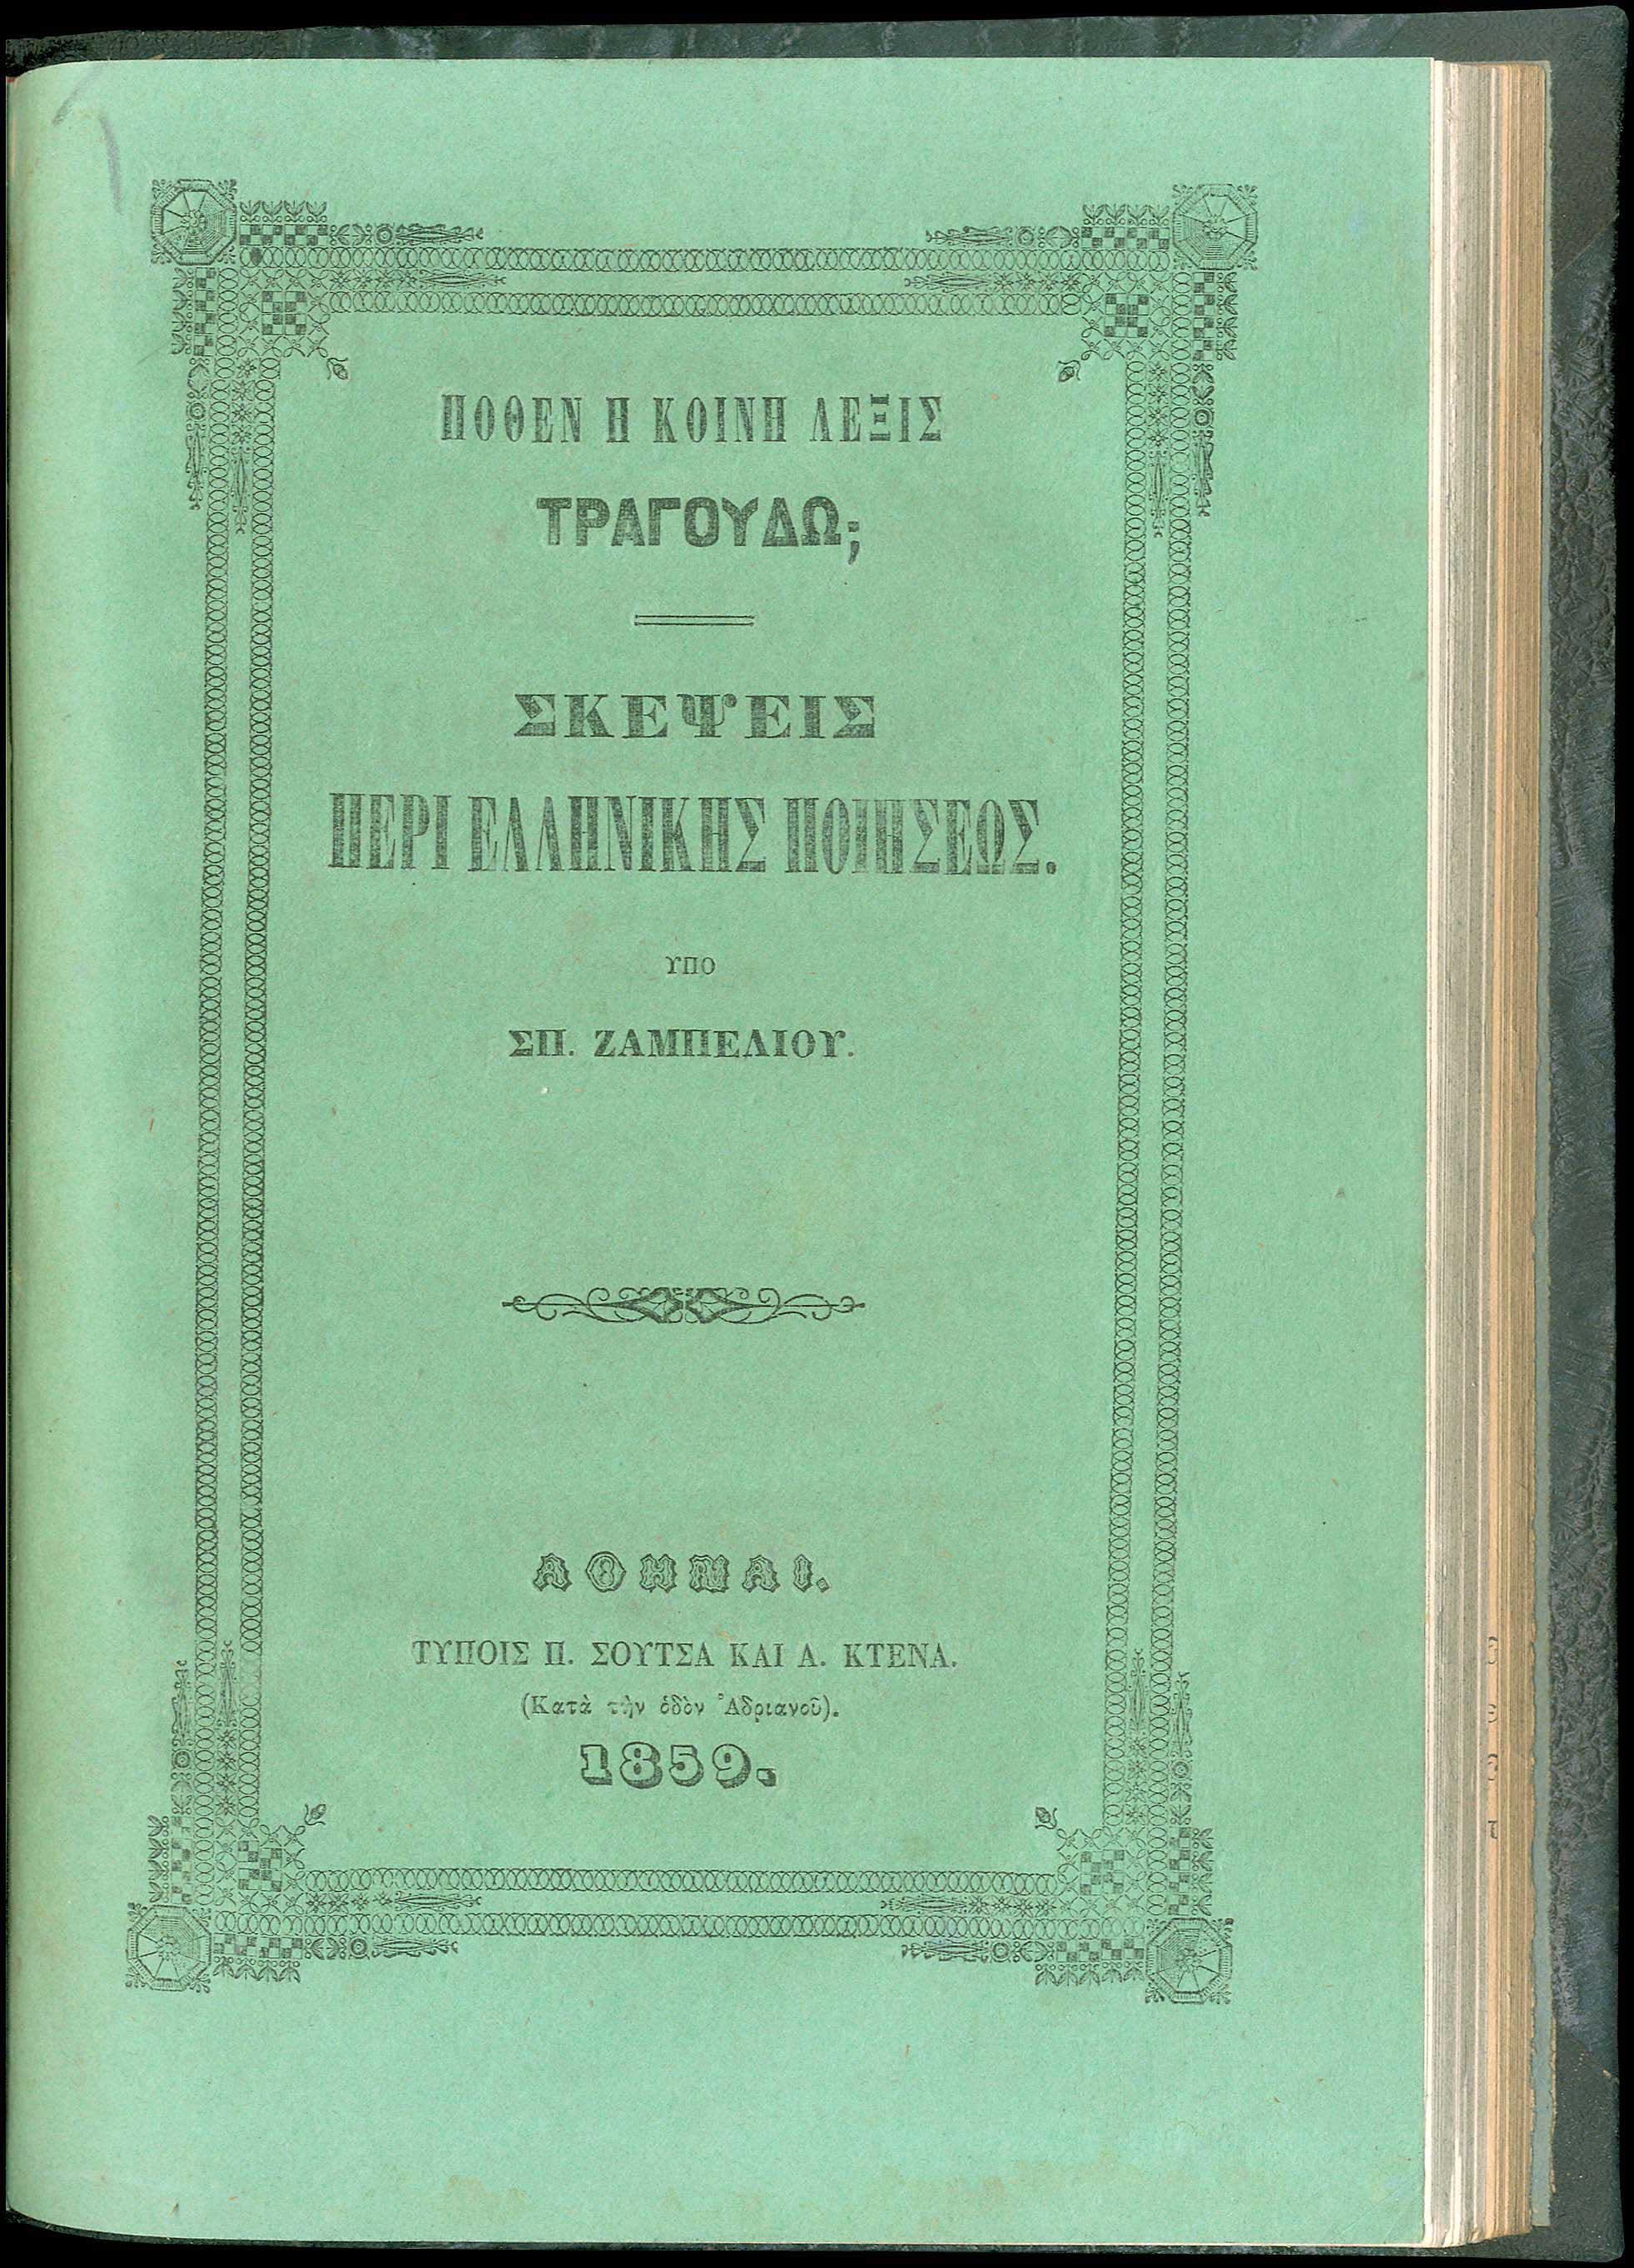 ΠΟΘΕΝ Η ΚΟΙΝΗ ΛΕΞΙΣ
ΤΡΑΓΟΥΔΩ;
ΣΚΕΨΕΙΣ
ΠΕΡΙ ΕΛΛΗΝΙΚΗΣ ΠΟΙΗΣΕΩΣ.
ΥΠΟ
ΣΠ. ΖΑΜΠΕΛΙΟΥ.
ΑΘΗΝΑΙ.
ΤΥΠΟΙΣ Π. ΣΟΥΤΣΑ ΚΑΙ Α. ΚΤΕΝΑ.
(Κατὰ τὴν ὁδὸν Ἀδριανοῦ).
1859.